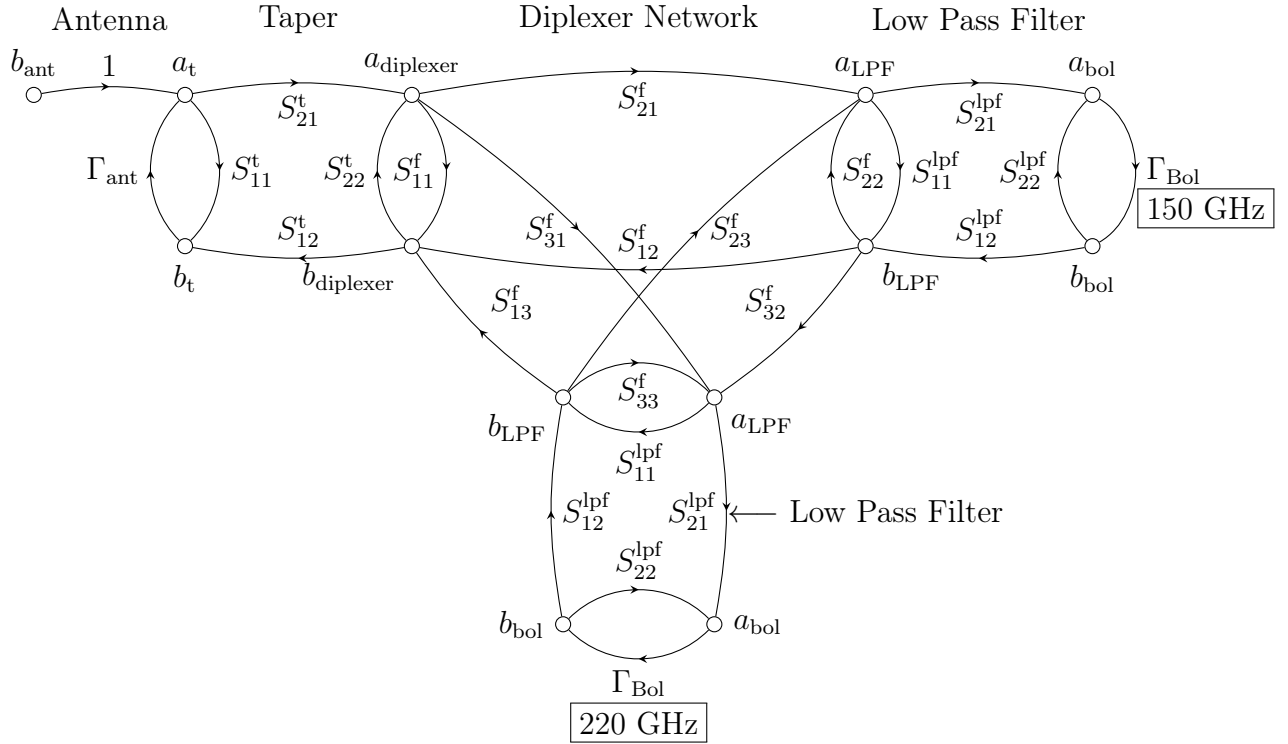 Antenna Taper Diplexer Network Low Pass Filter
b_ant 1 a_t a_diplexer a_LPF a_bol
S^t_21 S^f_21 S^lpf_21
Γ_ant S^t_11 S^t_22 S^f_11 S^f_22 S^lpf_11 S^lpf_22 Γ_Bol
150 GHz
S^t_12 S^f_31 S^f_12 S^f_23 S^lpf_12
b_t b_diplexer b_LPF b_bol
S^f_13 S^f_32
S^f_33
b_LPF a_LPF
S^lpf_11
S^lpf_12 S^lpf_21 Low Pass Filter
S^lpf_22
b_bol a_bol
Γ_Bol
220 GHz